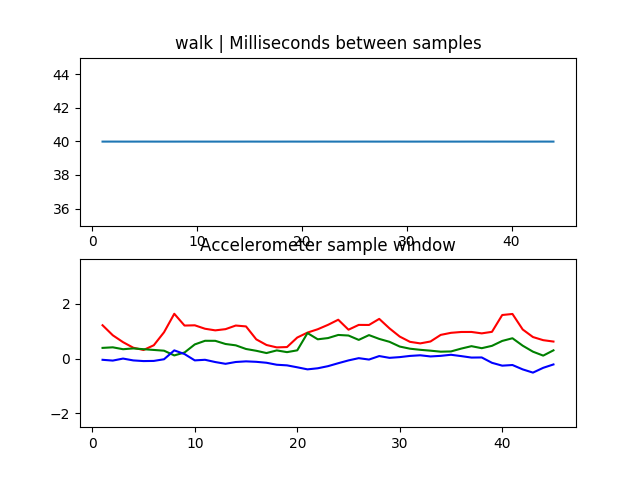 walk | Milliseconds between samples
44
42
40
38
36
0 10 20 30 40
Accelerometer sample window
2
0
−2
0 10 20 30 40